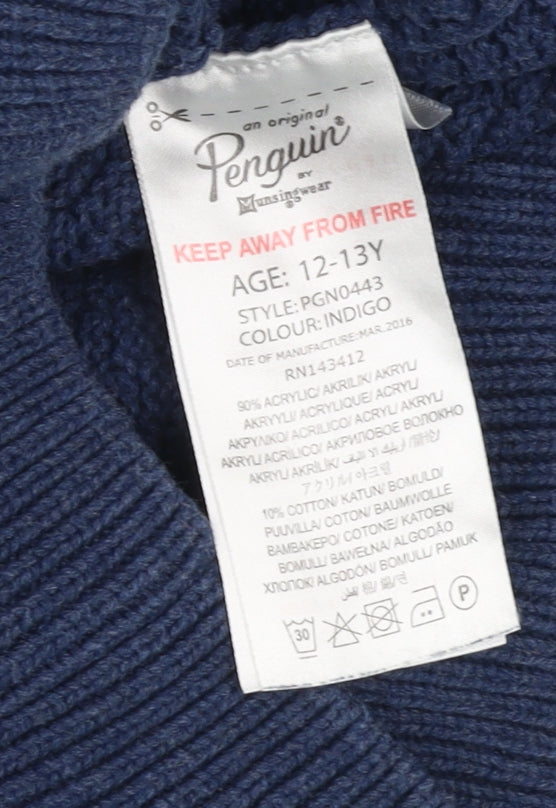 an original
Penguin®
BY
Munsingwear
KEEP AWAY FROM FIRE
AGE: 12-13Y
STYLE: PGN0443
COLOUR: INDIGO
DATE OF MANUFACTURE: MAR, 2016
RN143412
90% ACRYLIC/ AKRILIK/ AKRYL/
AKRYYLI/ ACRYLIQUE/ ACRYL/
ΑΚΡΥΛΙΚΟ/ ACRILICO/ ACRYL/ AKRYL/
AKRYL/ ACRÍLICO/ АКРИЛОВОЕ ВОЛОКНО
AKRYL/ AKRİLİK/
アクリル/ 아크릴
10% COTTON/ KATUN/ BOMULD/
PUUVILLA/ COTON/ BAUMWOLLE
ΒΑΜΒΑΚΕΡΟ/ COTONE/ KATOEN/
BOMULL/ BAWEŁNA/ ALGODÃO
ХЛОПОК/ ALGODÓN/ BOMULL/ PAMUK
30 P